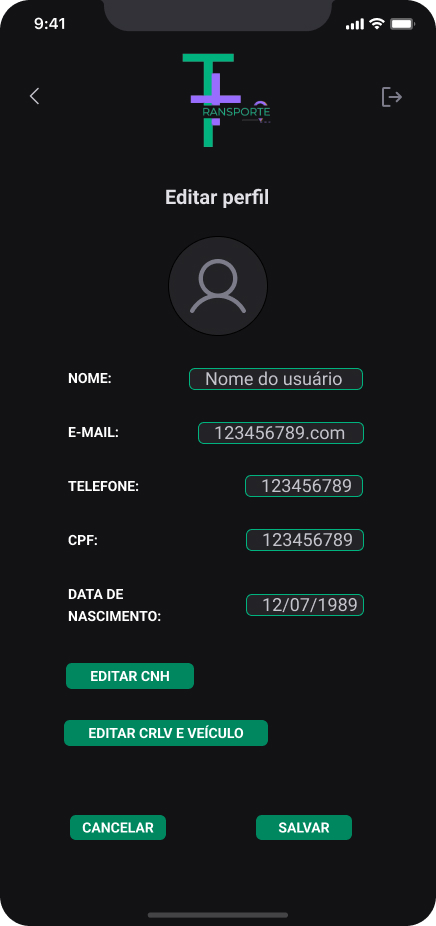 9:41
TRANSPORTE
Editar perfil
NOME:
Nome do usuário
E-MAIL:
123456789.com
TELEFONE:
123456789
CPF:
123456789
DATA DE
NASCIMENTO:
12/07/1989
EDITAR CNH
EDITAR CRLV E VEÍCULO
CANCELAR
SALVAR